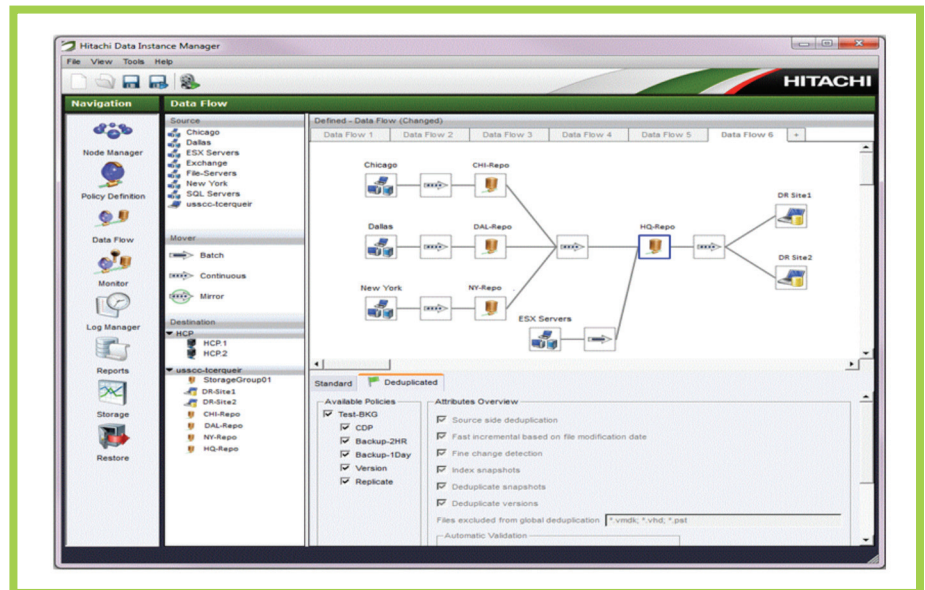 Hitachi Data Instance Manager
File View Tools Help
HITACHI
Navigation
Data Flow
Node Manager
Policy Definition
Data Flow
Monitor
Log Manager
Reports
Storage
Restore
Source
Chicago
Dallas
ESX Servers
Exchange
File-Servers
New York
SQL Servers
usscc-tcerqueir
Mover
Batch
Continuous
Mirror
Destination
HCP
HCP.1
HCP.2
usscc-tcerqueir
StorageGroup01
DR-Site1
DR-Site2
CHI-Repo
DAL-Repo
NY-Repo
HQ-Repo
Defined - Data Flow (Changed)
Data Flow 1 Data Flow 2 Data Flow 3 Data Flow 4 Data Flow 5 Data Flow 6 +
Chicago CHI-Repo
DR Site1
Dallas DAL-Repo HQ-Repo
DR Site2
New York NY-Repo
ESX Servers
Standard Deduplicated
Available Policies
Test-BKG
CDP
Backup-2HR
Backup-1Day
Version
Replicate
Attributes Overview
Source side deduplication
Fast incremental based on file modification date
Fine change detection
Index snapshots
Deduplicate snapshots
Deduplicate versions
Files excluded from global deduplication *.vmdk; *.vhd; *.pst
Automatic Validation